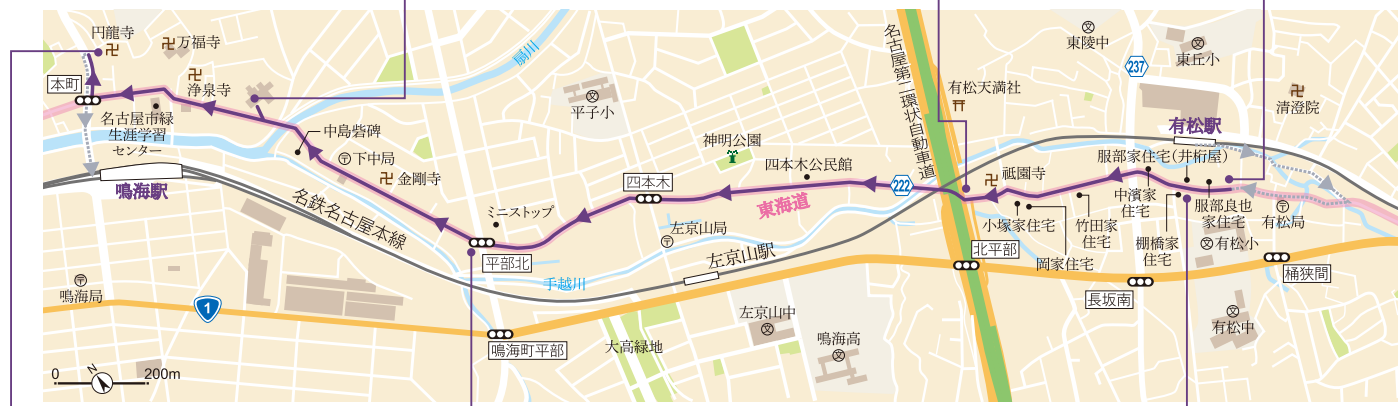 円龍寺
万福寺
本町
浄泉寺
名古屋市緑
生涯学習
センター
鳴海駅
中島砦碑
下中局
金剛寺
扇川
平子小
神明公園
四本木公民館
四本木
ミニストップ
平部北
東海道
名鉄名古屋本線
手越川
左京山局
左京山駅
鳴海局
1
鳴海町平部
大高緑地
左京山中
鳴海高
名古屋第二環状自動車道
222
有松天満社
祇園寺
小塚家住宅
岡家住宅
北平部
東陵中
237
東丘小
清澄院
有松駅
服部家住宅(井桁屋)
中濱家
住宅
竹田家
住宅
棚橋家
住宅
服部良也
家住宅
有松局
有松小
桶狭間
長坂南
有松中
0
200m
N